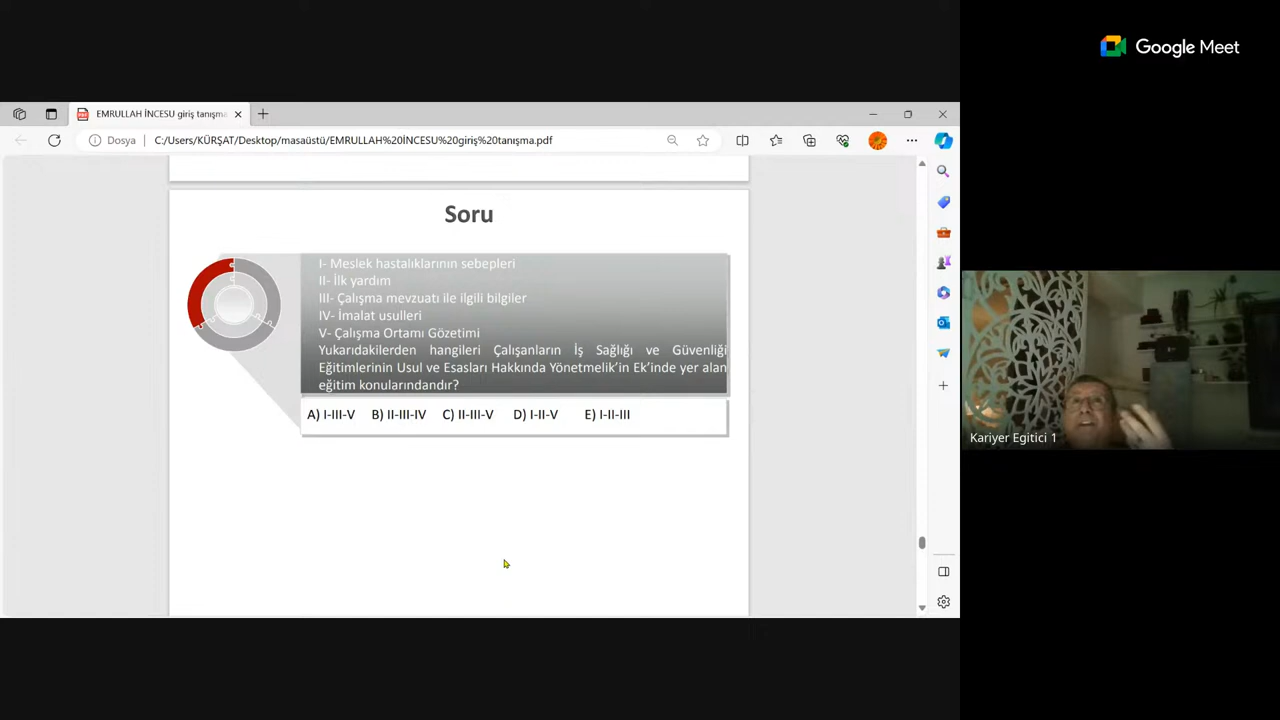 Google Meet
EMRULLAH İNCESU giriş tanışma
Dosya
C:/Users/KÜRŞAT/Desktop/masaüstü/EMRULLAH%20İNCESU%20giriş%20tanışma.pdf
Soru
I- Meslek hastalıklarının sebepleri
II- İlk yardım
III- Çalışma mevzuatı ile ilgili bilgiler
IV- İmalat usulleri
V- Çalışma Ortamı Gözetimi
Yukarıdakilerden hangileri Çalışanların İş Sağlığı ve Güvenliği
Eğitimlerinin Usul ve Esasları Hakkında Yönetmelik’in Ek’inde yer alan
eğitim konularındandır?
A) I-III-V B) II-III-IV C) II-III-V D) I-II-V E) I-II-III
Kariyer Egitici 1